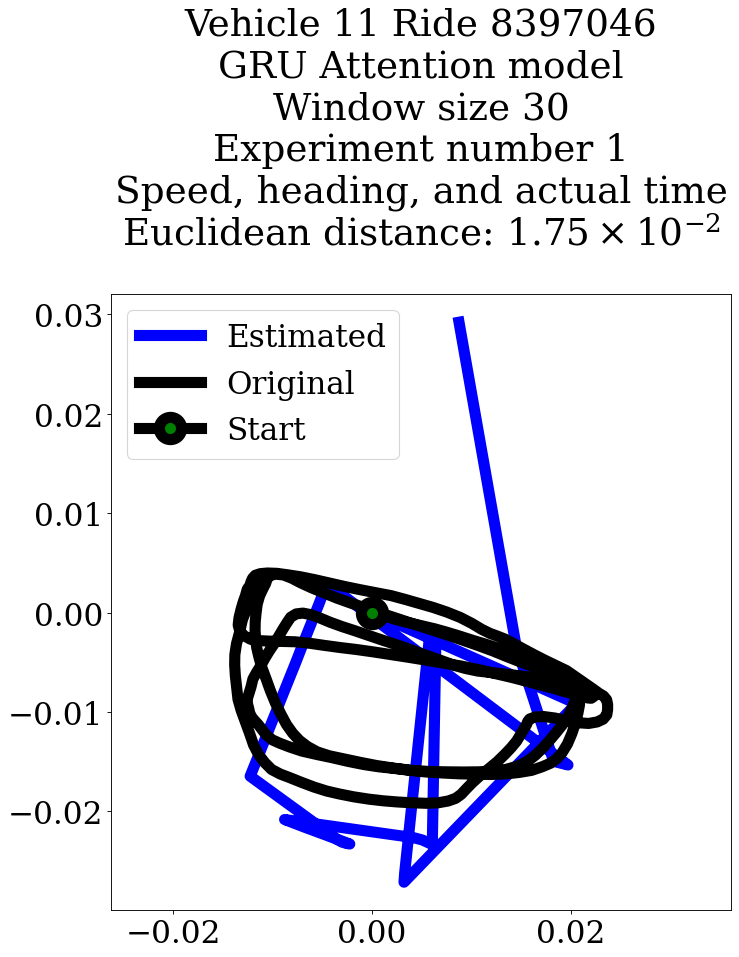 Vehicle 11 Ride 8397046
GRU Attention model
Window size 30
Experiment number 1
Speed, heading, and actual time
Euclidean distance: 1.75 × 10⁻²
0.03
0.02
0.01
0.00
−0.01
−0.02
Estimated
Original
Start
−0.02
0.00
0.02